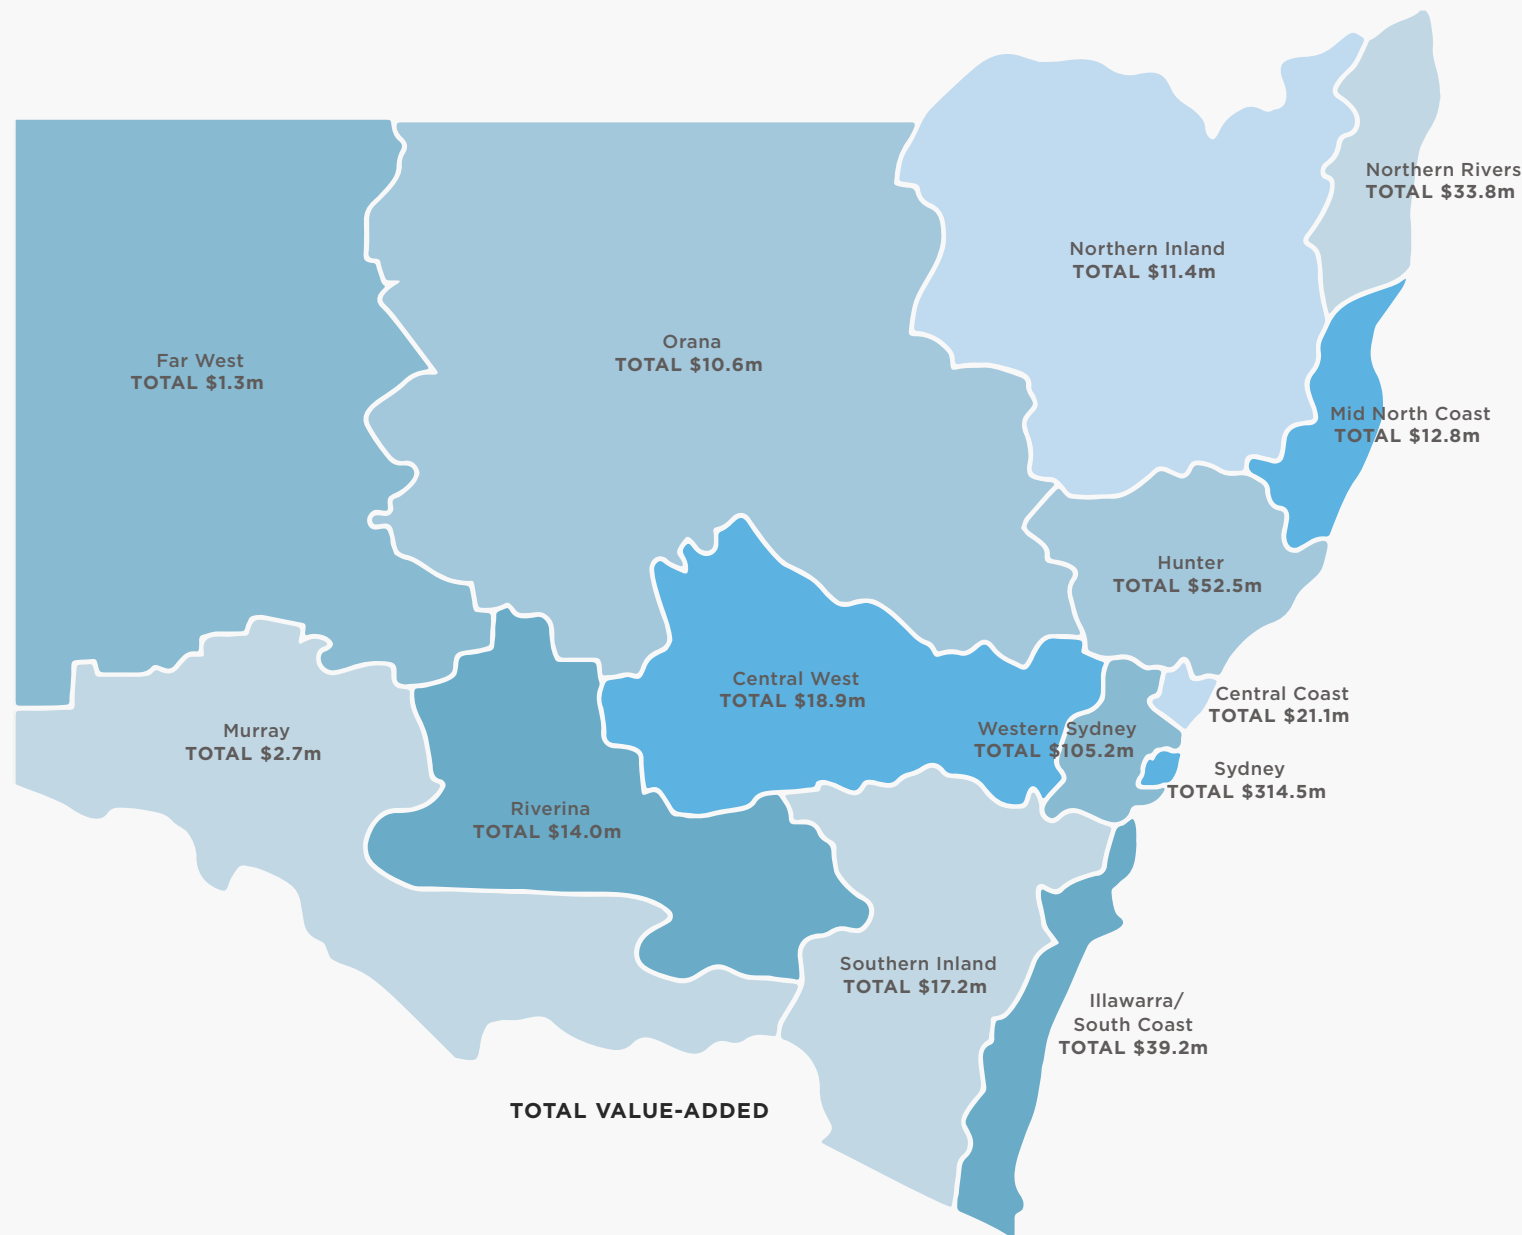 Northern Rivers
TOTAL $33.8m
Northern Inland
TOTAL $11.4m
Orana
TOTAL $10.6m
Far West
TOTAL $1.3m
Mid North Coast
TOTAL $12.8m
Hunter
TOTAL $52.5m
Central West
TOTAL $18.9m
Central Coast
TOTAL $21.1m
Western Sydney
TOTAL $105.2m
Murray
TOTAL $2.7m
Sydney
TOTAL $314.5m
Riverina
TOTAL $14.0m
Southern Inland
TOTAL $17.2m
Illawarra/
South Coast
TOTAL $39.2m
TOTAL VALUE-ADDED